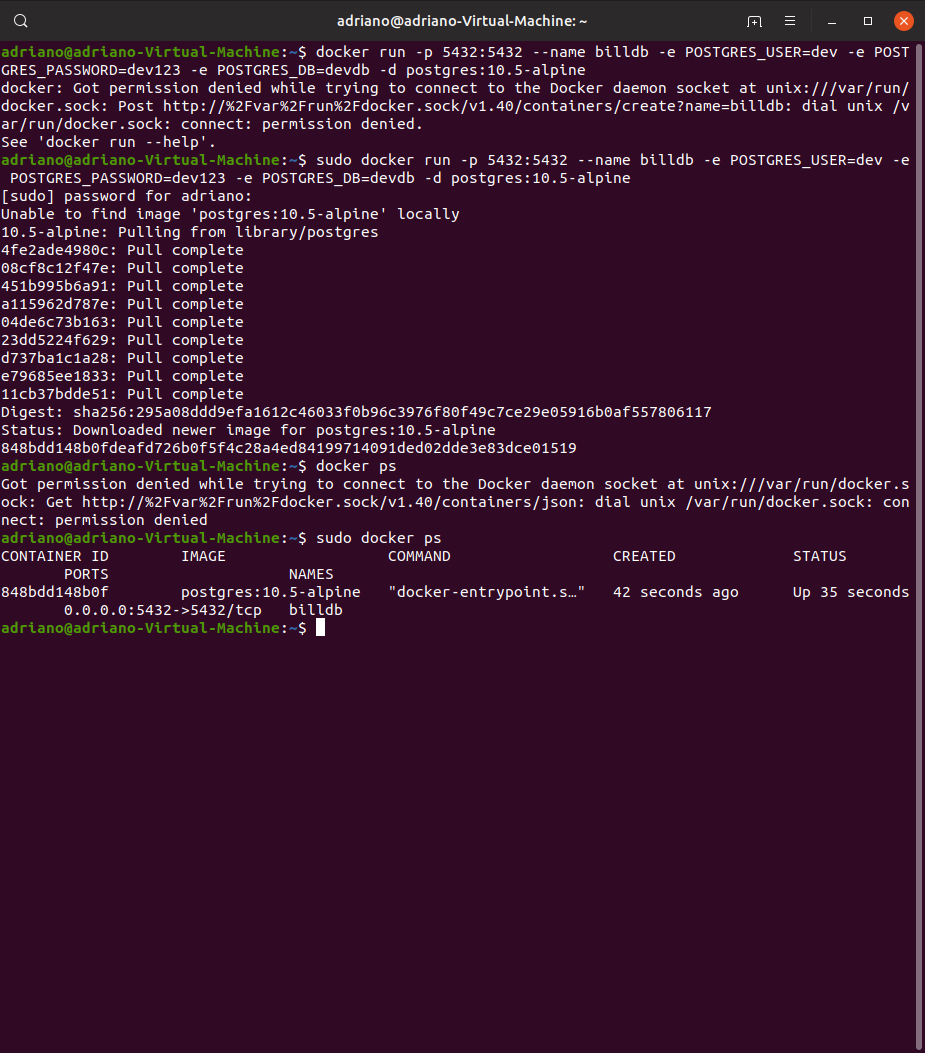 adriano@adriano-Virtual-Machine: ~
adriano@adriano-Virtual-Machine:~$ docker run -p 5432:5432 --name billdb -e POSTGRES_USER=dev -e POST
GRES_PASSWORD=dev123 -e POSTGRES_DB=devdb -d postgres:10.5-alpine
docker: Got permission denied while trying to connect to the Docker daemon socket at unix:///var/run/
docker.sock: Post http://%2Fvar%2Frun%2Fdocker.sock/v1.40/containers/create?name=billdb: dial unix /v
ar/run/docker.sock: connect: permission denied.
See 'docker run --help'.
adriano@adriano-Virtual-Machine:~$ sudo docker run -p 5432:5432 --name billdb -e POSTGRES_USER=dev -e
 POSTGRES_PASSWORD=dev123 -e POSTGRES_DB=devdb -d postgres:10.5-alpine
[sudo] password for adriano:
Unable to find image 'postgres:10.5-alpine' locally
10.5-alpine: Pulling from library/postgres
4fe2ade4980c: Pull complete
08cf8c12f47e: Pull complete
451b995b6a91: Pull complete
a115962d787e: Pull complete
04de6c73b163: Pull complete
23dd5224f629: Pull complete
d737ba1c1a28: Pull complete
e79685ee1833: Pull complete
11cb37bdde51: Pull complete
Digest: sha256:295a08ddd9efa1612c46033f0b96c3976f80f49c7ce29e05916b0af557806117
Status: Downloaded newer image for postgres:10.5-alpine
848bdd148b0fdeafd726b0f5f4c28a4ed84199714091ded02dde3e83dce01519
adriano@adriano-Virtual-Machine:~$ docker ps
Got permission denied while trying to connect to the Docker daemon socket at unix:///var/run/docker.s
ock: Get http://%2Fvar%2Frun%2Fdocker.sock/v1.40/containers/json: dial unix /var/run/docker.sock: con
nect: permission denied
adriano@adriano-Virtual-Machine:~$ sudo docker ps
CONTAINER ID        IMAGE                  COMMAND                  CREATED             STATUS
       PORTS                    NAMES
848bdd148b0f        postgres:10.5-alpine   "docker-entrypoint.s…"   42 seconds ago      Up 35 seconds
       0.0.0.0:5432->5432/tcp   billdb
adriano@adriano-Virtual-Machine:~$